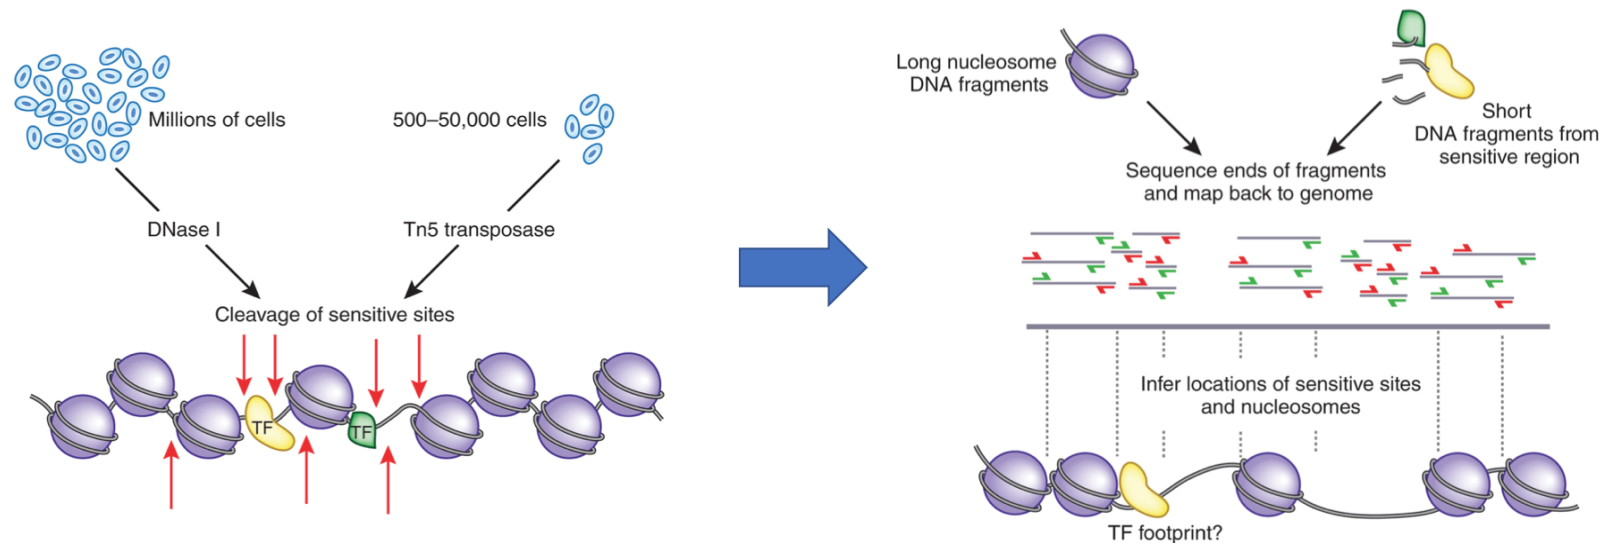 Millions of cells
500–50,000 cells
DNase I
Tn5 transposase
Cleavage of sensitive sites
TF
TF
Long nucleosome
DNA fragments
Short
DNA fragments from
sensitive region
Sequence ends of fragments
and map back to genome
Infer locations of sensitive sites
and nucleosomes
TF footprint?